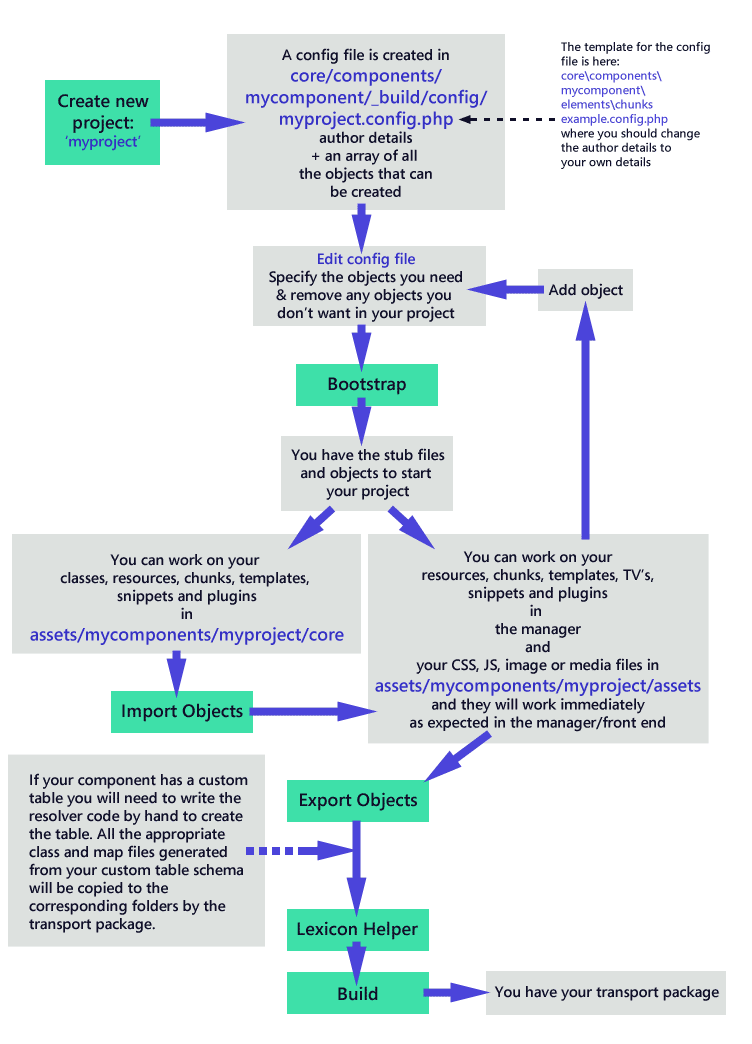 Create new
project:
‘myproject’
A config file is created in
core/components/
mycomponent/_build/config/
myproject.config.php
author details
+ an array of all
the objects that can
be created
The template for the config
file is here:
core\components\
mycomponent\
elements\chunks
example.config.php
where you should change
the author details to
your own details
Edit config file
Specify the objects you need
& remove any objects you
don’t want in your project
Add object
Bootstrap
You have the stub files
and objects to start
your project
You can work on your
classes, resources, chunks, templates,
snippets and plugins
in
assets/mycomponents/myproject/core
You can work on your
resources, chunks, templates, TV’s,
snippets and plugins
in
the manager
and
your CSS, JS, image or media files in
assets/mycomponents/myproject/assets
and they will work immediately
as expected in the manager/front end
Import Objects
If your component has a custom
table you will need to write the
resolver code by hand to create
the table. All the appropriate
class and map files generated
from your custom table schema
will be copied to the
corresponding folders by the
transport package.
Export Objects
Lexicon Helper
Build
You have your transport package